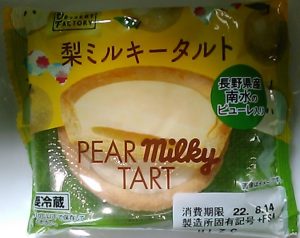 FACTORY
梨ミルキータルト
長野県産
南水の
ピューレ入り
PEAR milky
TART
要冷蔵
消費期限 22.8.14
製造所固有記号 +FS4